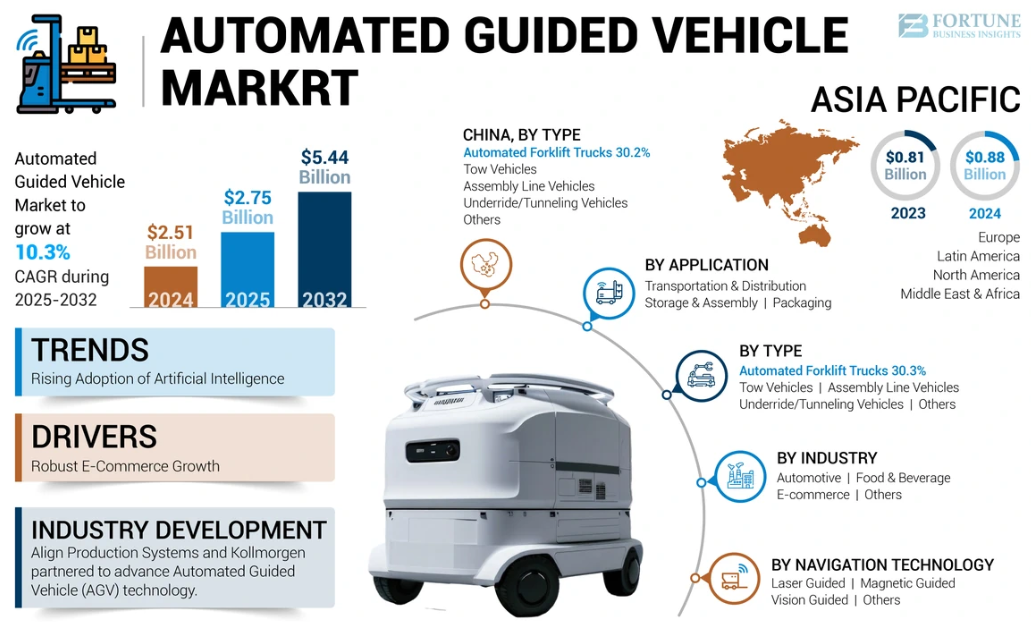 AUTOMATED GUIDED VEHICLE
MARKRT
FORTUNE
BUSINESS INSIGHTS
Automated
Guided Vehicle
Market to
grow at
10.3%
CAGR during
2025-2032
$2.51
Billion
2024
$2.75
Billion
2025
$5.44
Billion
2032
TRENDS
Rising Adoption of Artificial Intelligence
DRIVERS
Robust E-Commerce Growth
INDUSTRY DEVELOPMENT
Align Production Systems and Kollmorgen
partnered to advance Automated Guided
Vehicle (AGV) technology.
CHINA, BY TYPE
Automated Forklift Trucks 30.2%
Tow Vehicles
Assembly Line Vehicles
Underride/Tunneling Vehicles
Others
ASIA PACIFIC
$0.81
Billion
2023
$0.88
Billion
2024
Europe
Latin America
North America
Middle East & Africa
BY APPLICATION
Transportation & Distribution
Storage & Assembly | Packaging
BY TYPE
Automated Forklift Trucks 30.3%
Tow Vehicles | Assembly Line Vehicles
Underride/Tunneling Vehicles | Others
BY INDUSTRY
Automotive | Food & Beverage
E-commerce | Others
BY NAVIGATION TECHNOLOGY
Laser Guided | Magnetic Guided
Vision Guided | Others